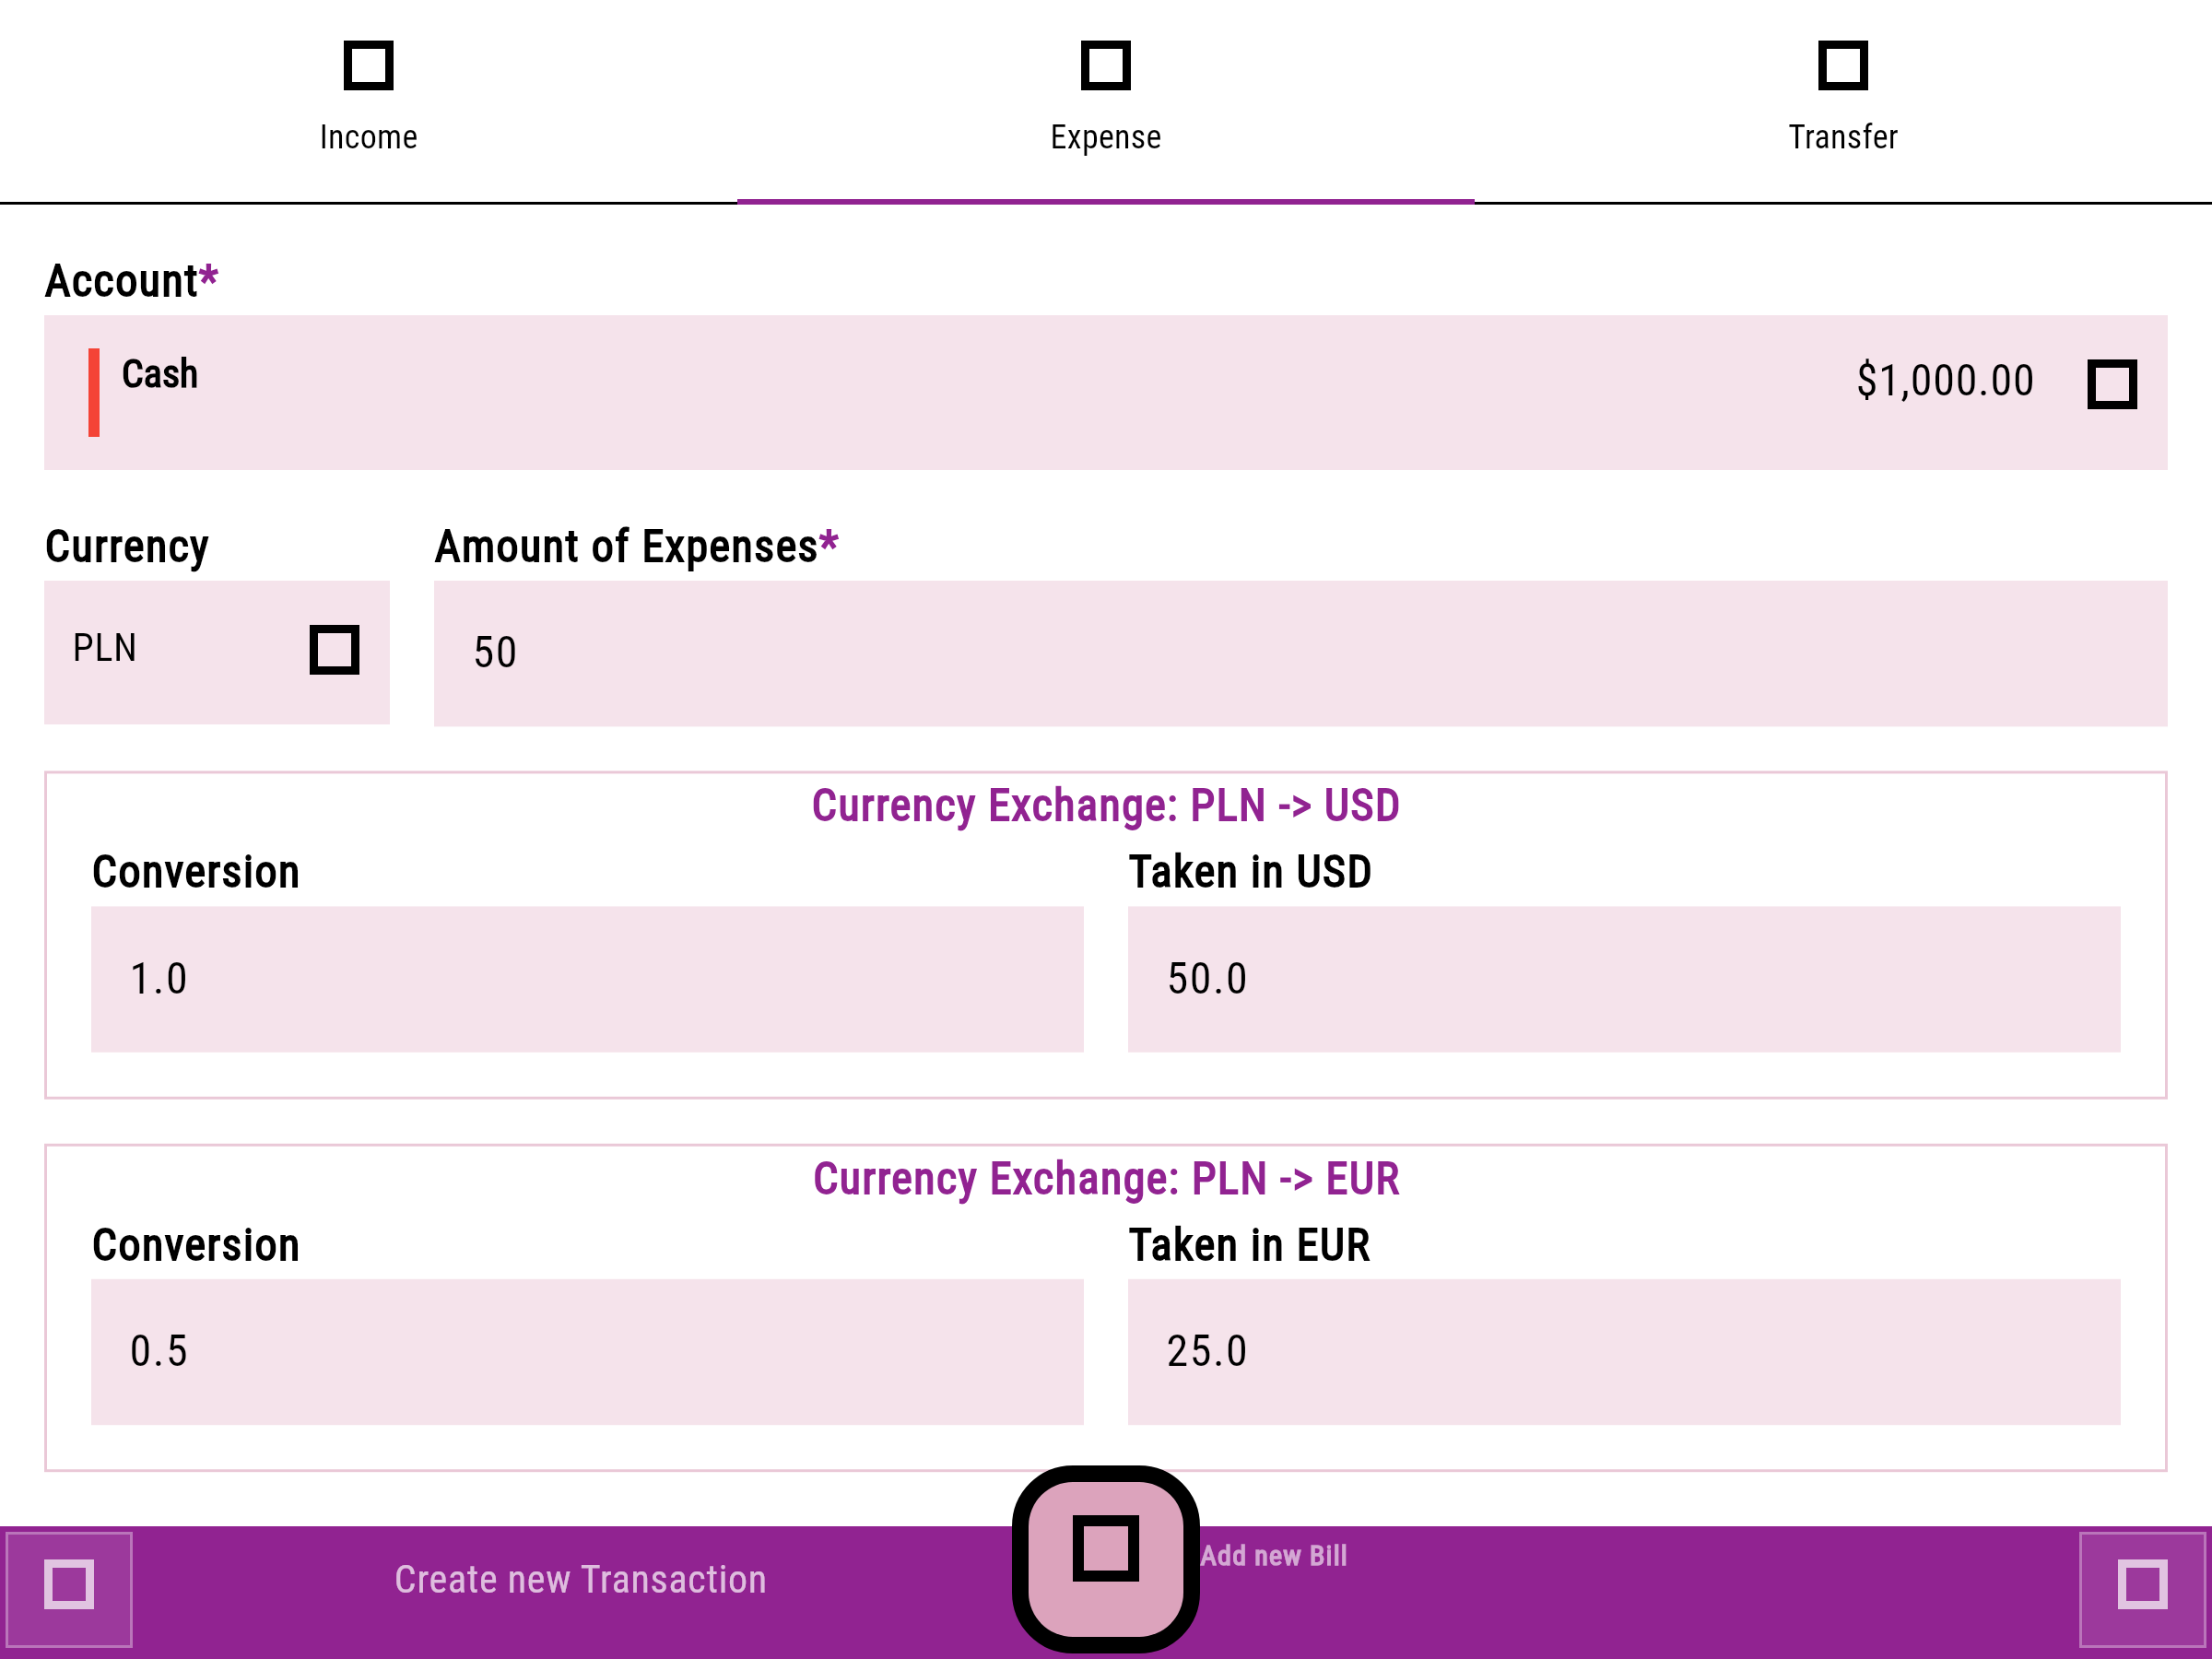 Income
Expense
Transfer
Account*
Cash
$1,000.00
Currency
Amount of Expenses*
PLN
50
Currency Exchange: PLN -> USD
Conversion
Taken in USD
1.0
50.0
Currency Exchange: PLN -> EUR
Conversion
Taken in EUR
0.5
25.0
Create new Transaction
Add new Bill